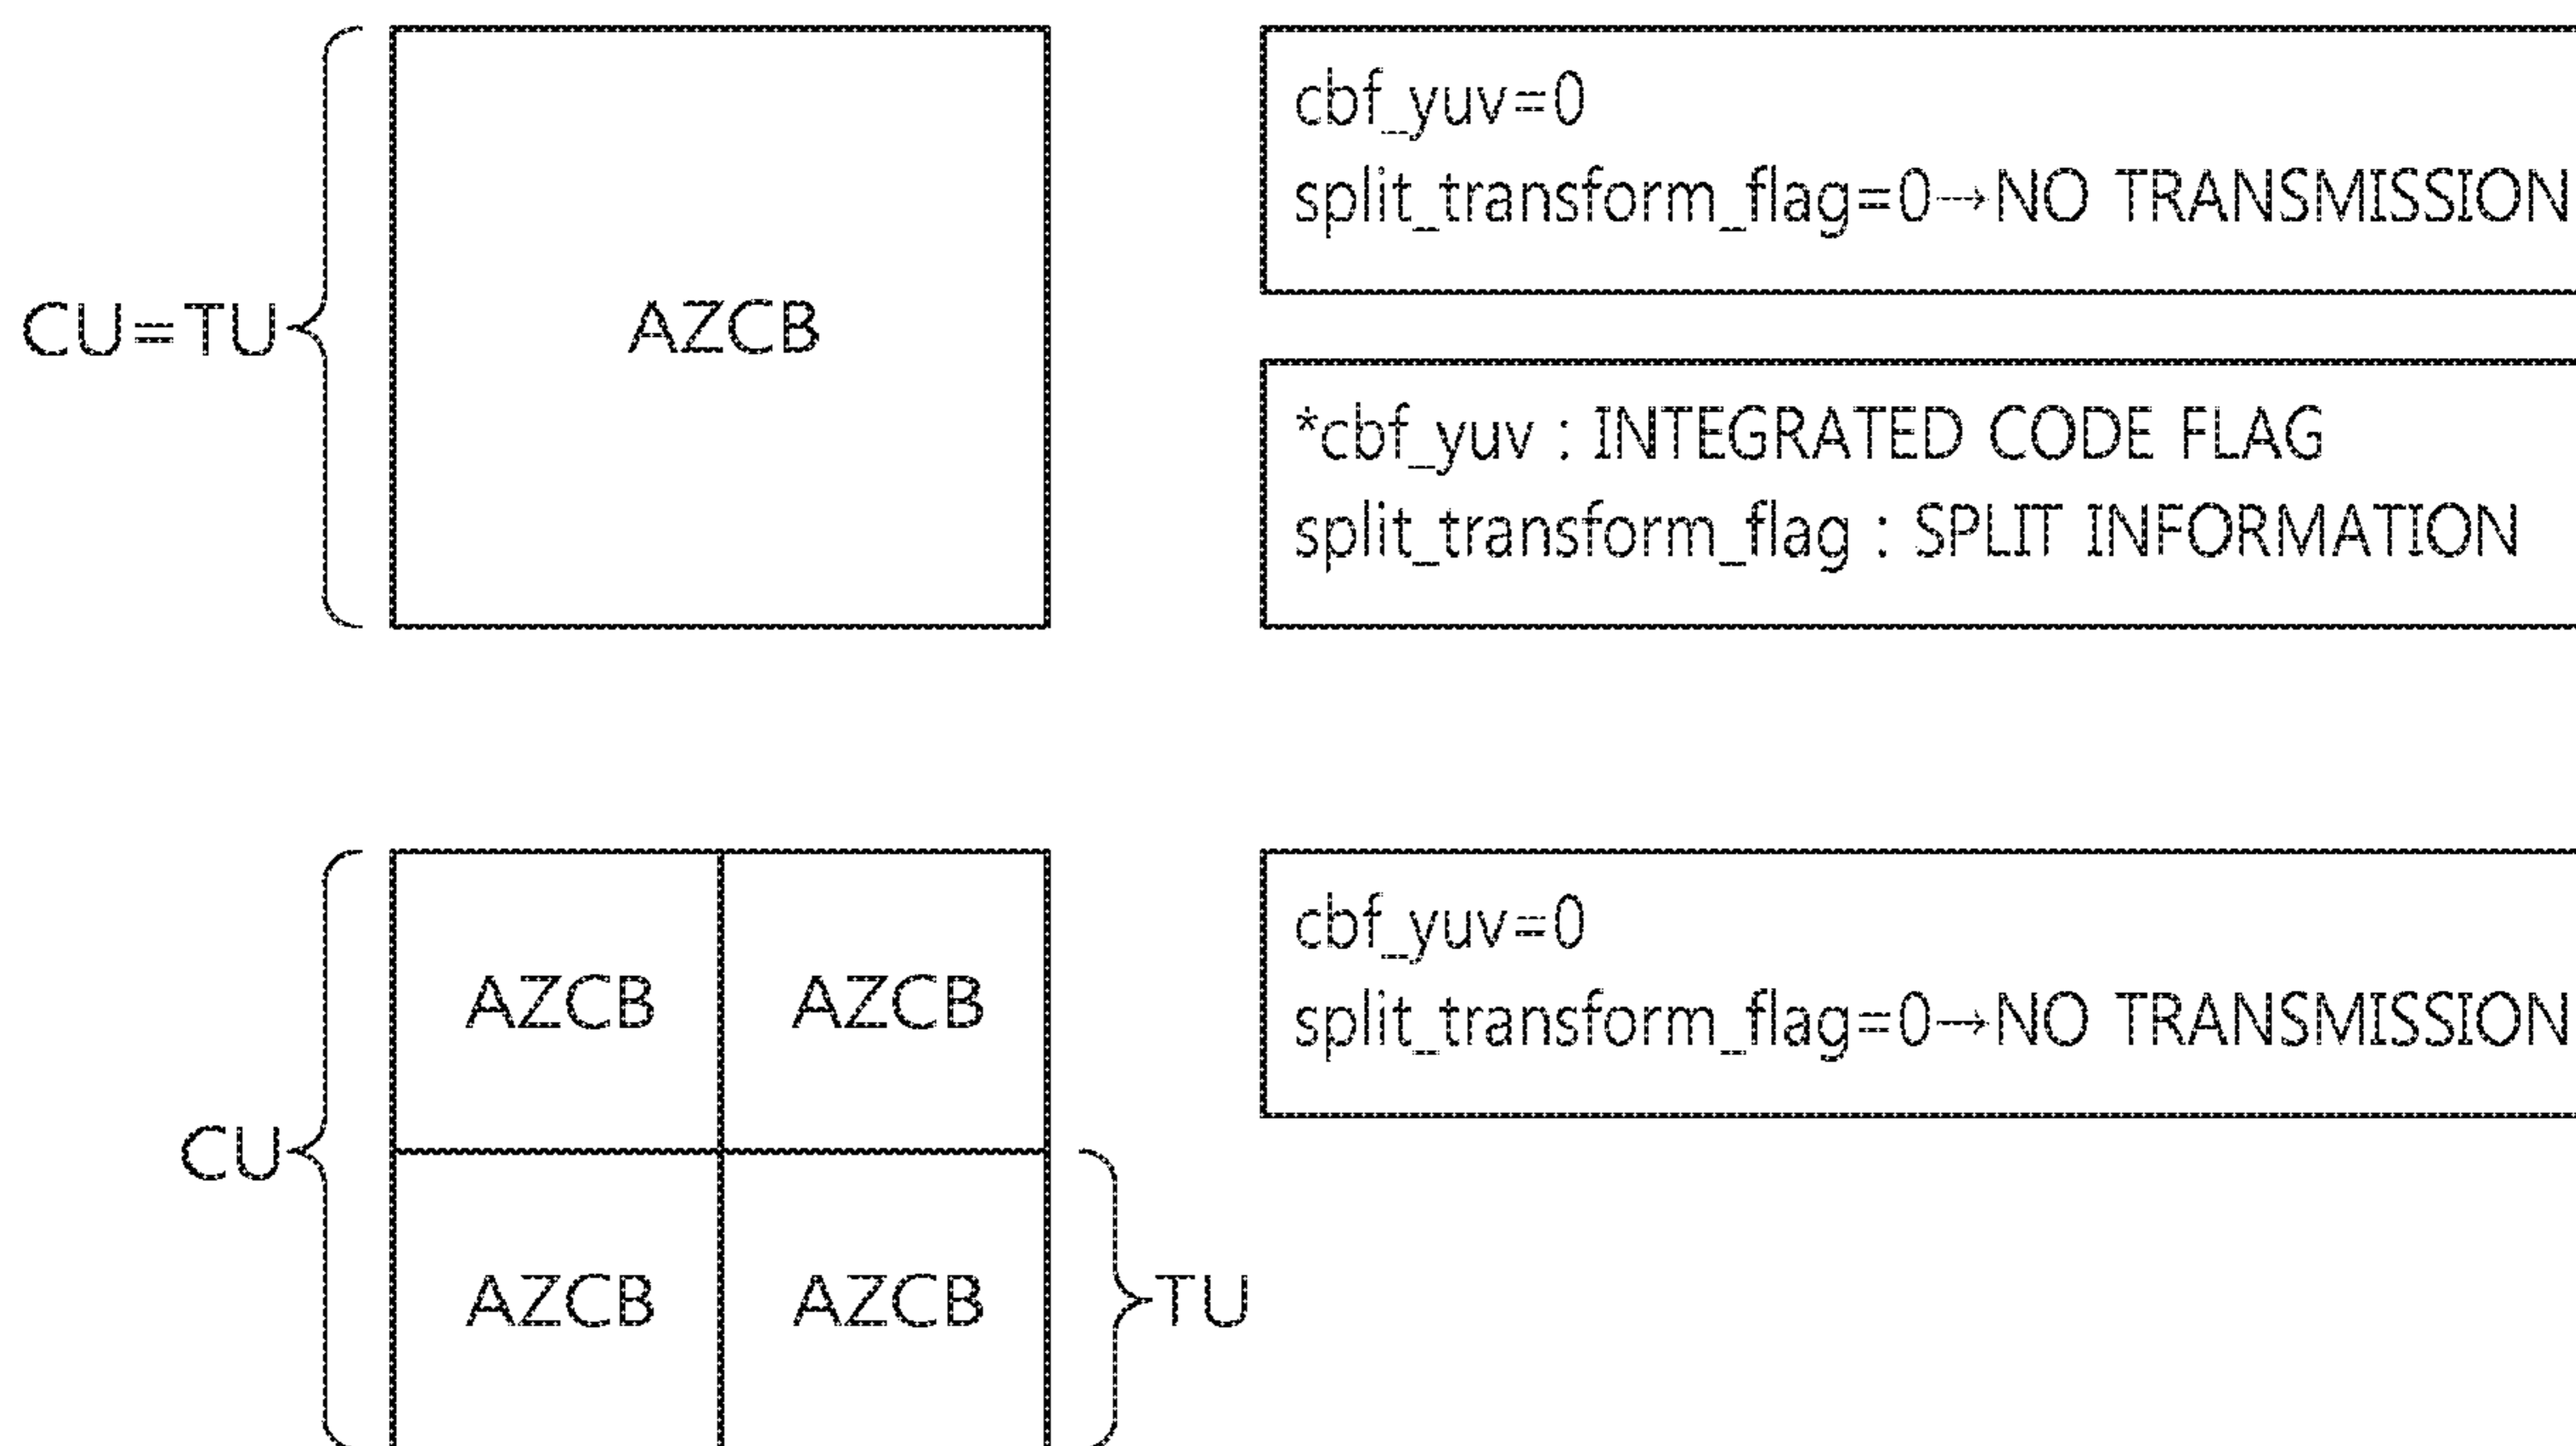 CU=TU
AZCB
cbf_yuv=0
split_transform_flag=0→NO TRANSMISSION
*cbf_yuv : INTEGRATED CODE FLAG
split_transform_flag : SPLIT INFORMATION
CU
AZCB AZCB
AZCB AZCB
TU
cbf_yuv=0
split_transform_flag=0→NO TRANSMISSION